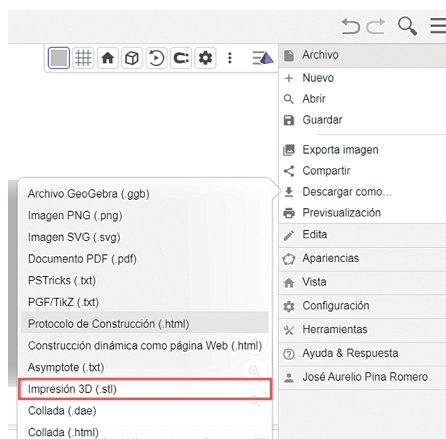 Archivo
Nuevo
Abrir
Guardar
Exporta imagen
Compartir
Descargar como...
Previsualización
Edita
Apariencias
Vista
Configuración
Herramientas
Ayuda & Respuesta
José Aurelio Pina Romero
Archivo GeoGebra (.ggb)
Imagen PNG (.png)
Imagen SVG (.svg)
Documento PDF (.pdf)
PSTricks (.txt)
PGF/TikZ (.txt)
Protocolo de Construcción (.html)
Construcción dinámica como página Web (.html)
Asymptote (.txt)
Impresión 3D (.stl)
Collada (.dae)
Collada (.html)